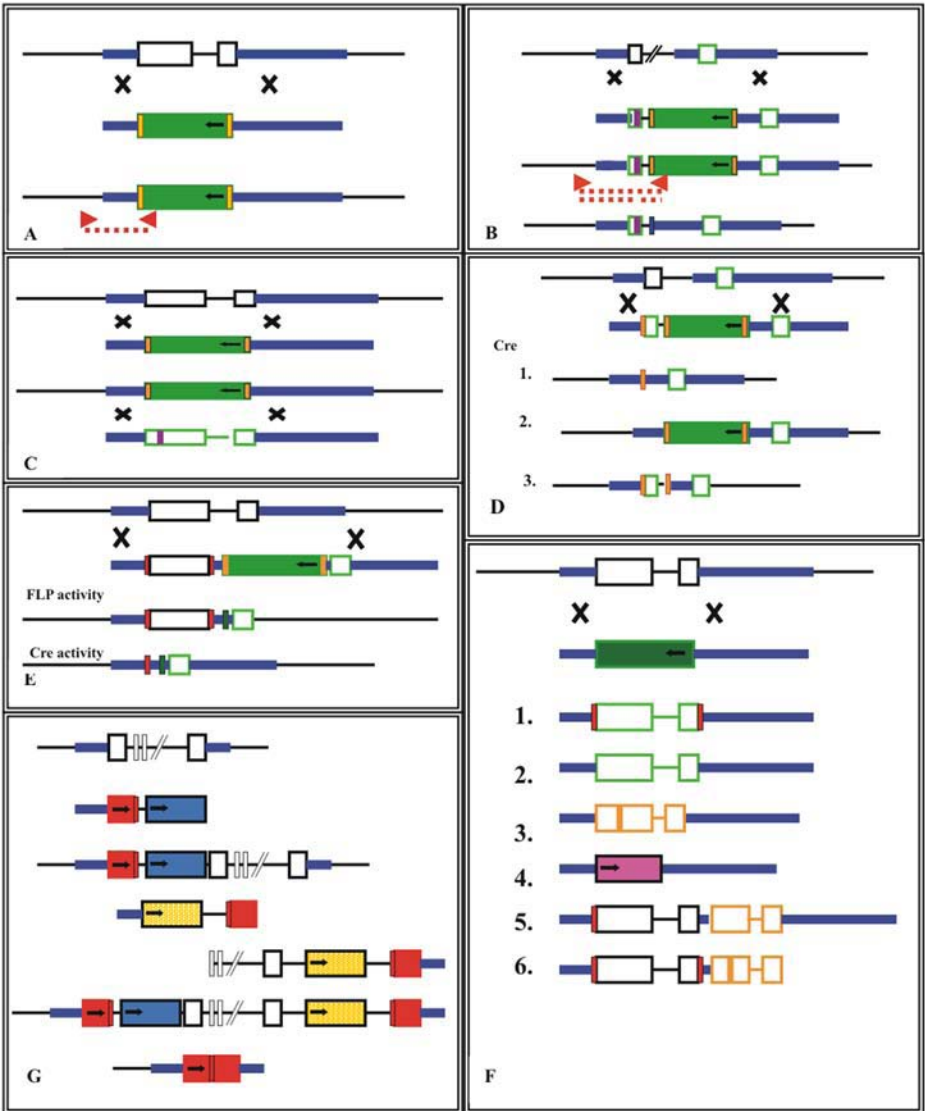 A
B
C
Cre
1.
2.
3.
D
FLP activity
Cre activity
E
1.
2.
3.
4.
5.
6.
F
G